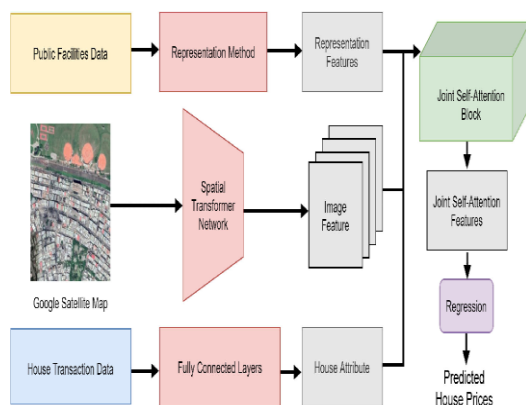 Public Facilities Data
Representation Method
Representation
Features
Joint Self-Attention
Block
Spatial
Transformer
Network
Image
Feature
Joint Self-Attention
Features
Google Satellite Map
Regression
House Transaction Data
Fully Connected Layers
House Attribute
Predicted
House Prices